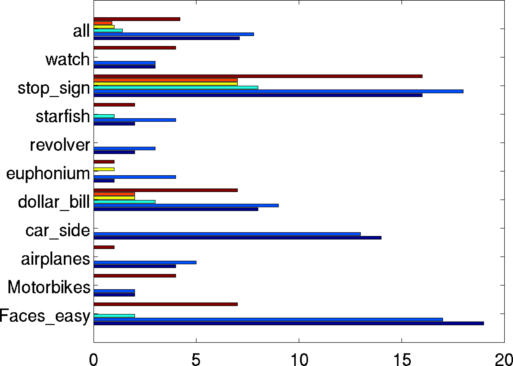 all
watch
stop_sign
starfish
revolver
euphonium
dollar_bill
car_side
airplanes
Motorbikes
Faces_easy
0 5 10 15 20